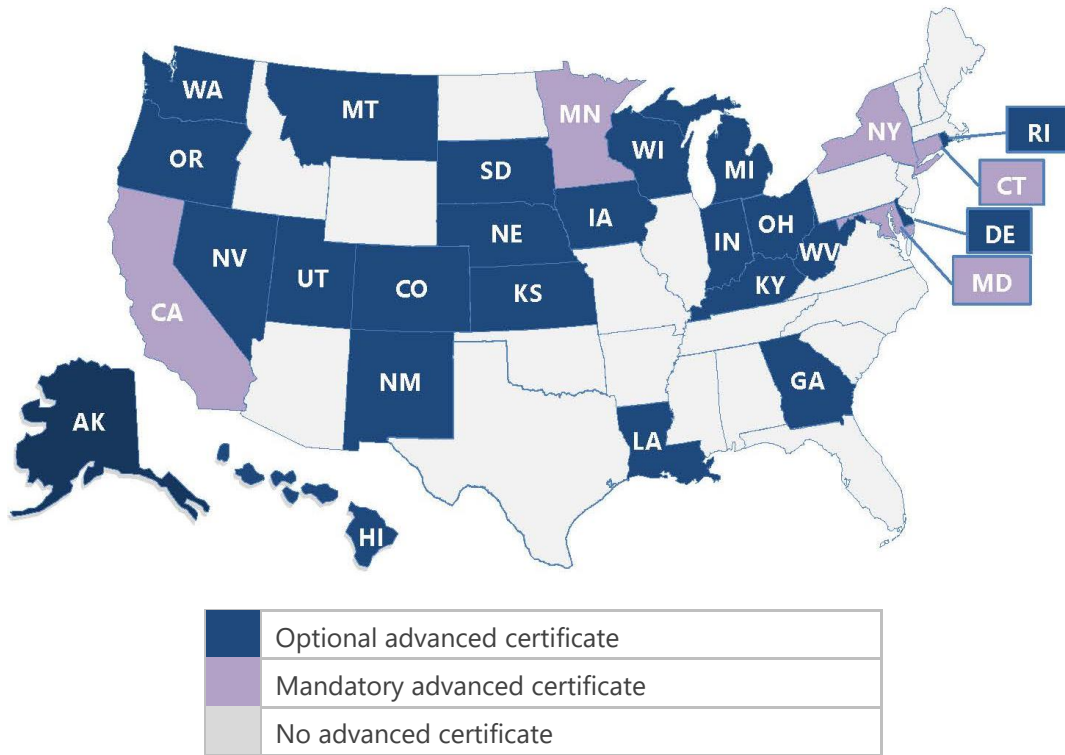 WA
MT
MN
OR
SD
WI
MI
NY
RI
CT
IA
NE
NV
UT
CO
KS
IN
OH
WV
KY
DE
MD
CA
NM
GA
AK
LA
HI
Optional advanced certificate
Mandatory advanced certificate
No advanced certificate